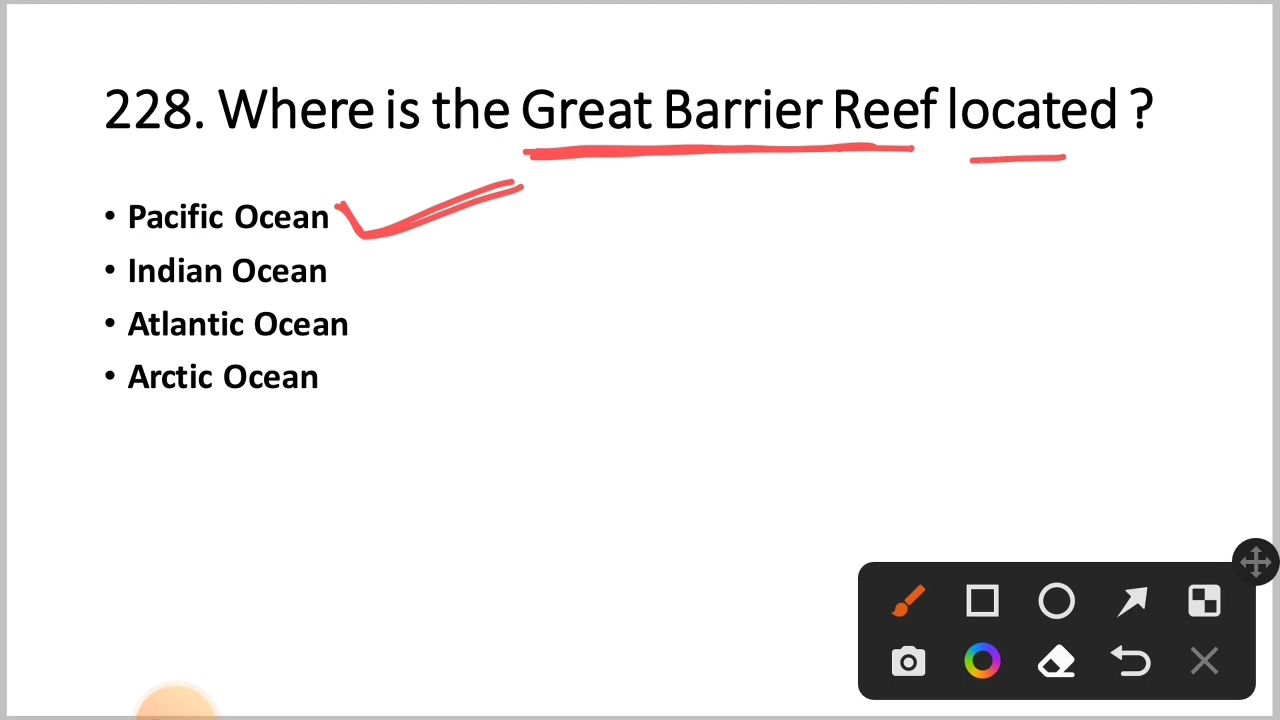 228. Where is the Great Barrier Reef located ?
• Pacific Ocean
• Indian Ocean
• Atlantic Ocean
• Arctic Ocean